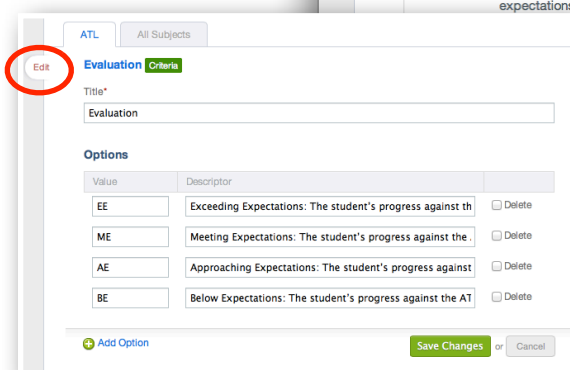 expectations
ATL All Subjects
Edit
Evaluation Criteria
Title*
Evaluation
Options
Value Descriptor
EE Exceeding Expectations: The student's progress against th Delete
ME Meeting Expectations: The student's progress against the . Delete
AE Approaching Expectations: The student's progress against Delete
BE Below Expectations: The student's progress against the AT Delete
Add Option Save Changes or Cancel